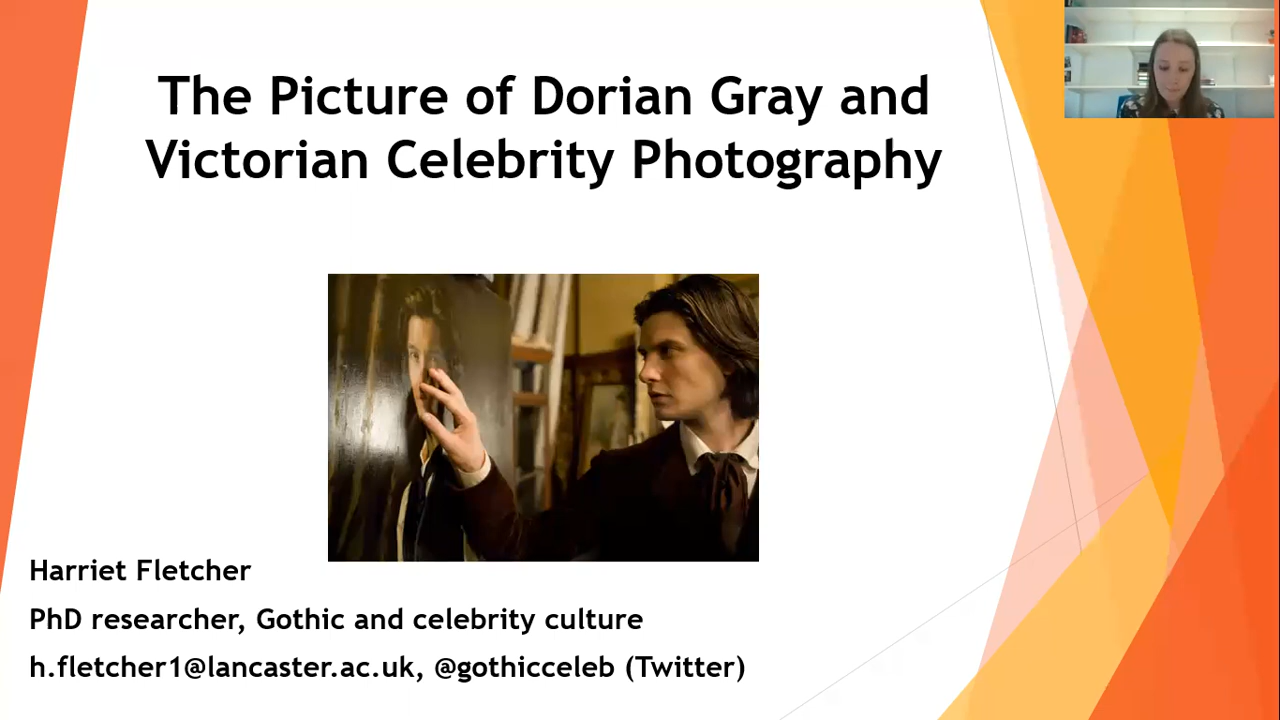 The Picture of Dorian Gray and
Victorian Celebrity Photography
Harriet Fletcher
PhD researcher, Gothic and celebrity culture
h.fletcher1@lancaster.ac.uk, @gothicceleb (Twitter)